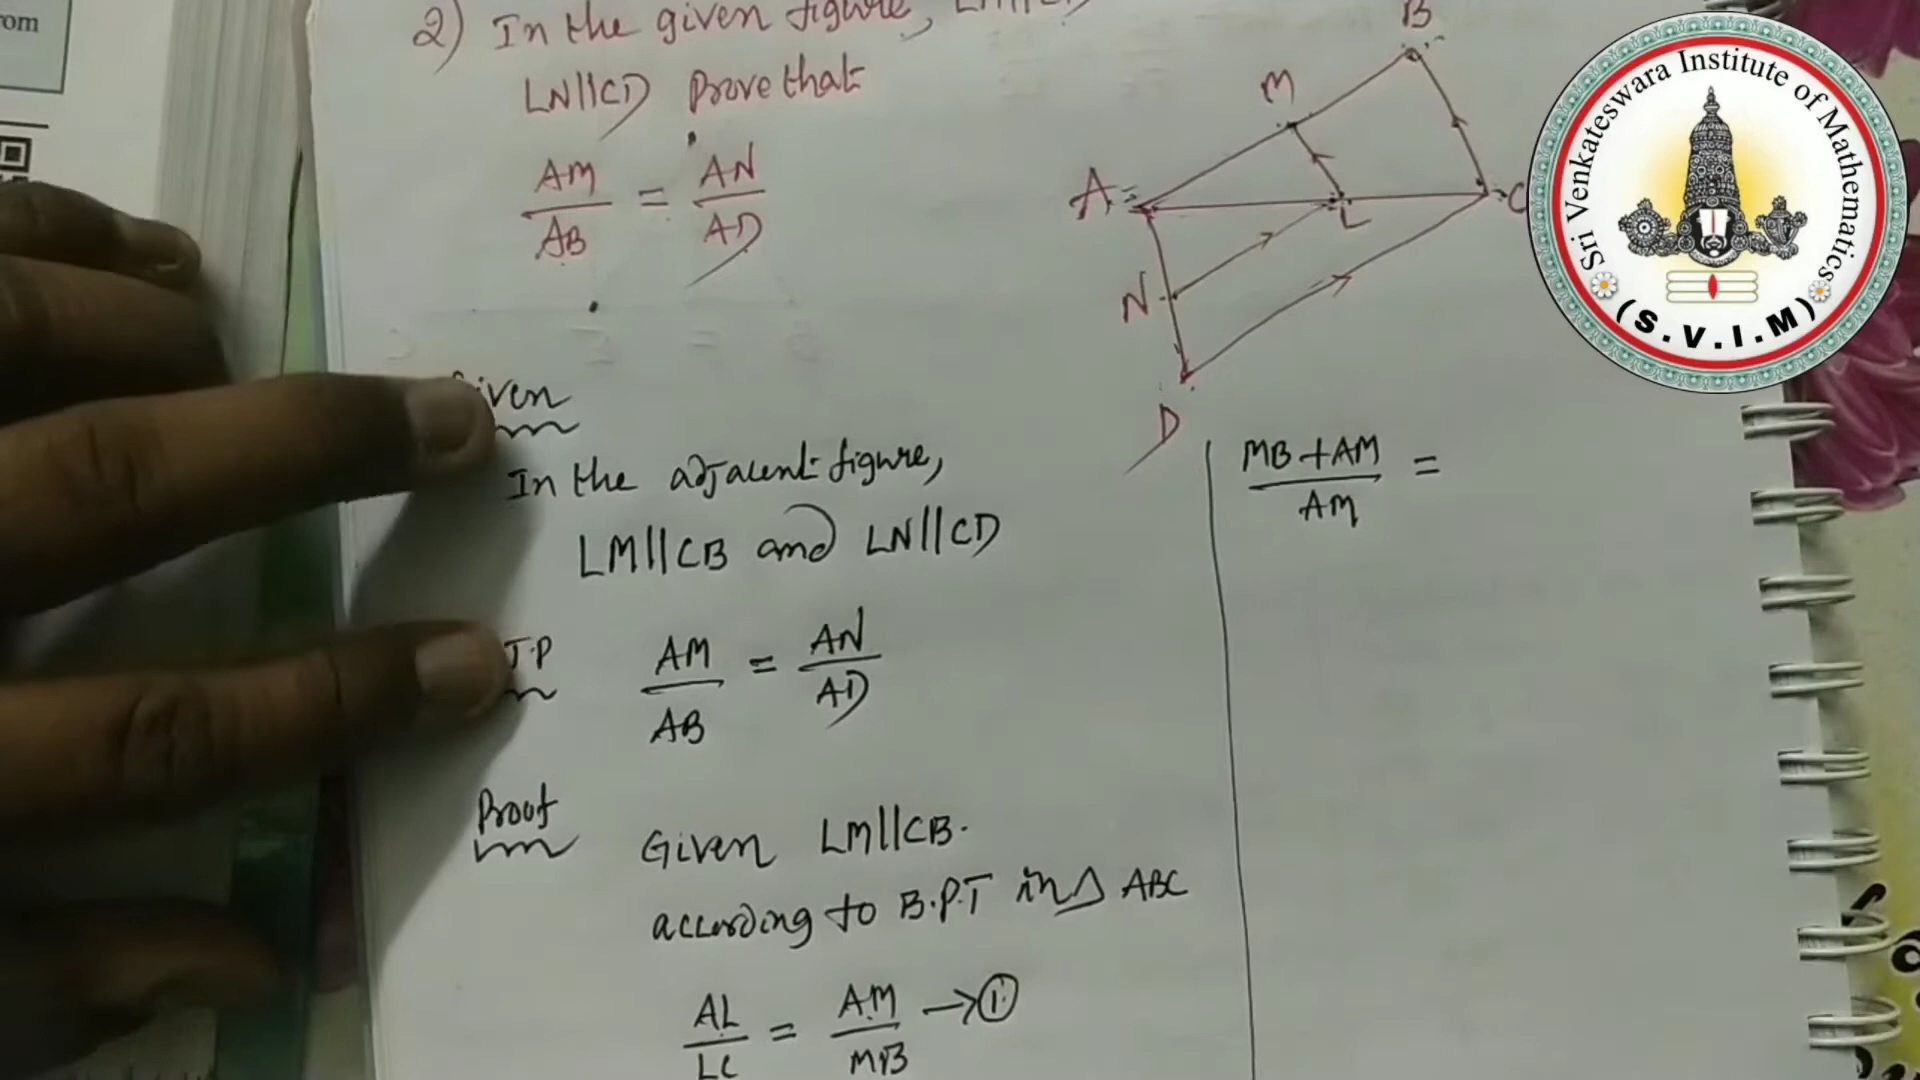 rom
2) In the given figure,
LN||CD Prove that
AM/AB = AN/AD
B
M
A
L
C
N
D
Given
In the adjacent figure,
LM||CB and LN||CD
T.P AM/AB = AN/AD
Proof Given LM||CB.
according to B.P.T in △ ABC
AL/LC = AM/MB → ①
MB+AM/AM =
Sri Venkateswara Institute of Mathematics
(S.V.I.M)